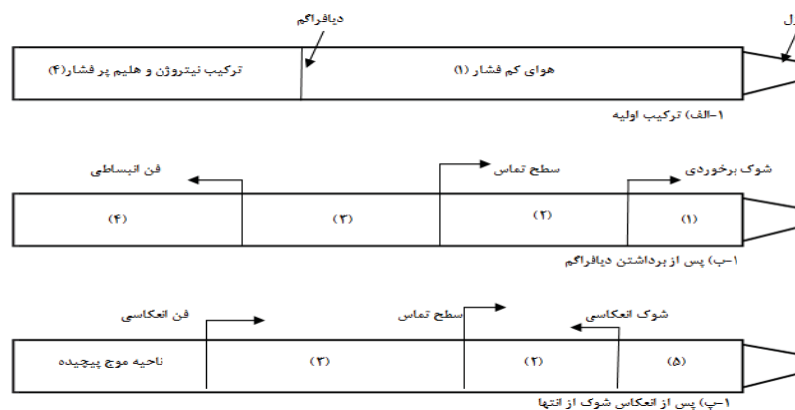 دیافراگم
هوای کم فشار (۱)
ترکیب نیتروژن و هلیم پر فشار(۴)
۱-الف) ترکیب اولیه
شوک برخوردی
سطح تماس
فن انبساطی
(۱)
(۲)
(۳)
(۴)
۱-ب) پس از برداشتن دیافراگم
شوک انعکاسی
سطح تماس
فن انعکاسی
(۵)
(۲)
(۳)
ناحیه موج پیچیده
۱-پ) پس از انعکاس شوک از انتها